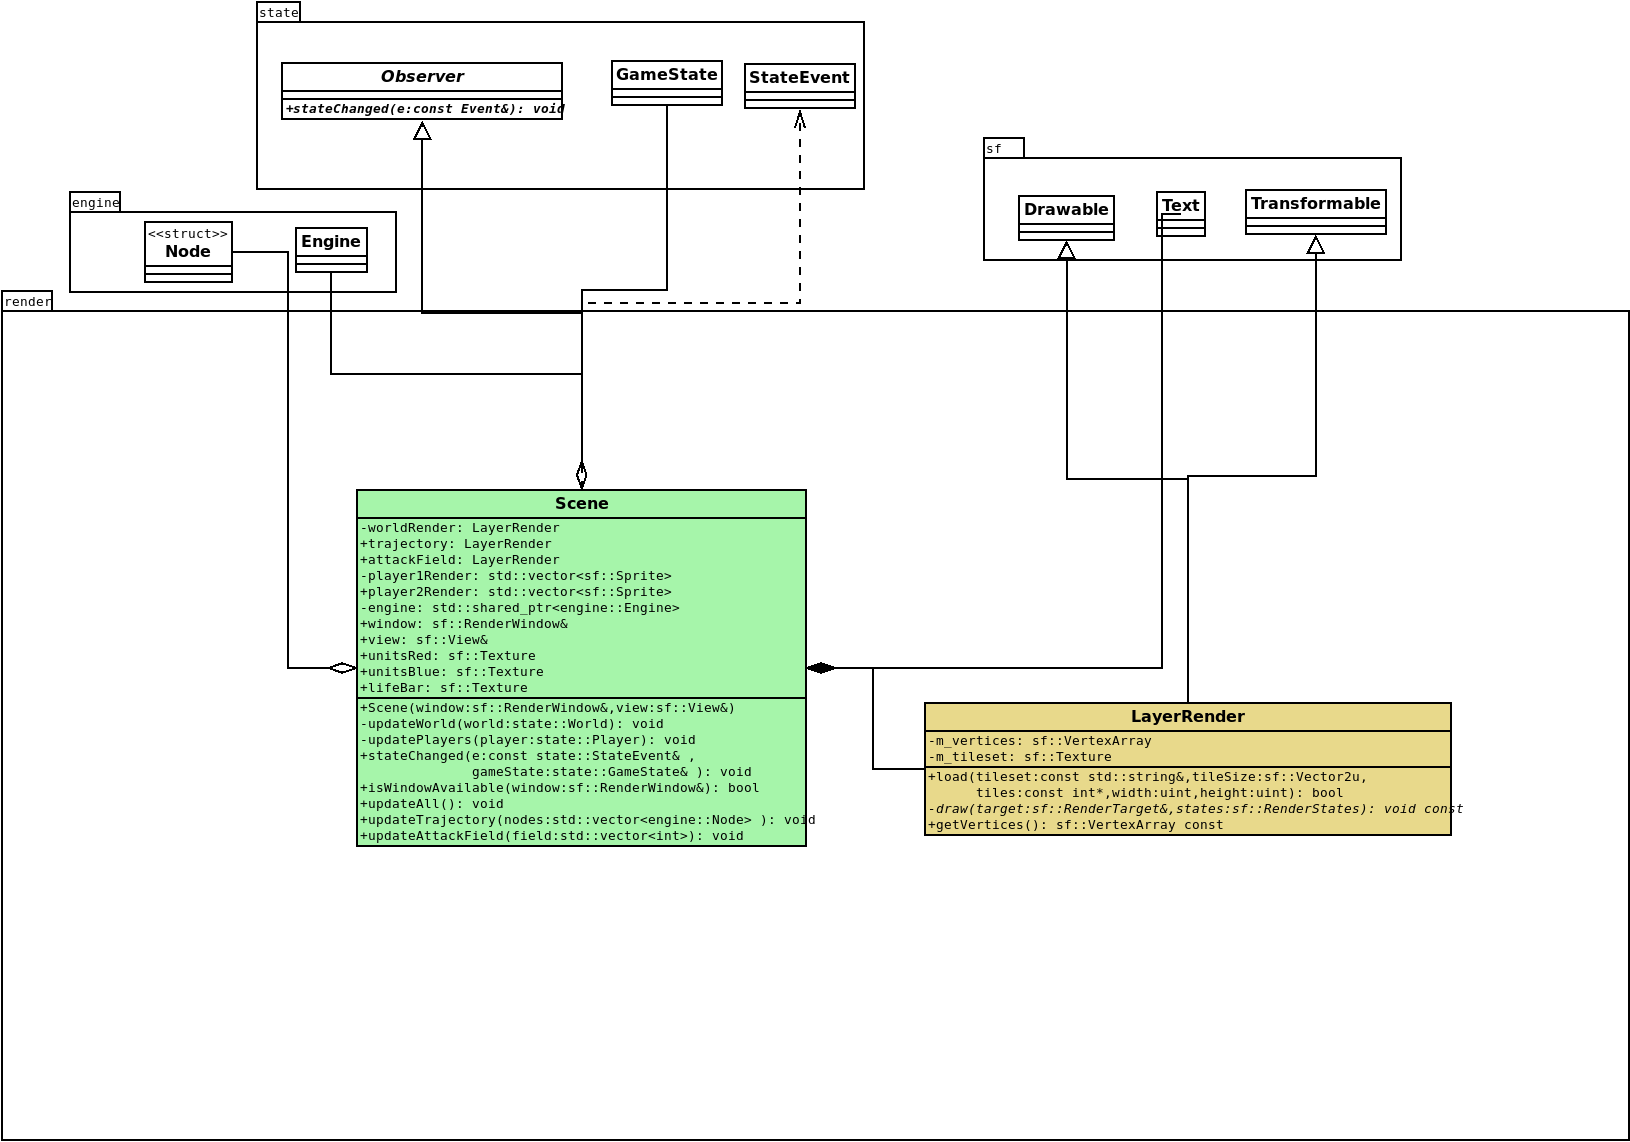 state
Observer
+stateChanged(e:const Event&): void
GameState
StateEvent
sf
Drawable
Text
Transformable
engine
<<struct>>
Node
Engine
render
Scene
-worldRender: LayerRender
+trajectory: LayerRender
+attackField: LayerRender
-player1Render: std::vector<sf::Sprite>
+player2Render: std::vector<sf::Sprite>
-engine: std::shared_ptr<engine::Engine>
+window: sf::RenderWindow&
+view: sf::View&
+unitsRed: sf::Texture
+unitsBlue: sf::Texture
+lifeBar: sf::Texture
+Scene(window:sf::RenderWindow&,view:sf::View&)
-updateWorld(world:state::World): void
-updatePlayers(player:state::Player): void
+stateChanged(e:const state::StateEvent& ,
gameState:state::GameState& ): void
+isWindowAvailable(window:sf::RenderWindow&): bool
+updateAll(): void
+updateTrajectory(nodes:std::vector<engine::Node> ): void
+updateAttackField(field:std::vector<int>): void
LayerRender
-m_vertices: sf::VertexArray
-m_tileset: sf::Texture
+load(tileset:const std::string&,tileSize:sf::Vector2u,
tiles:const int*,width:uint,height:uint): bool
-draw(target:sf::RenderTarget&,states:sf::RenderStates): void const
+getVertices(): sf::VertexArray const